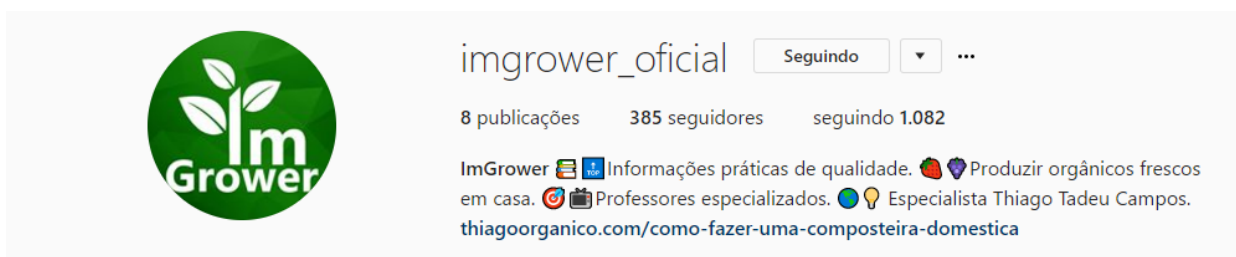 Im
Grower
imgrower_oficial Seguindo
8 publicações 385 seguidores seguindo 1.082
ImGrower 📚 🔝Informações práticas de qualidade. 🍓 🍇Produzir orgânicos frescos
em casa. 🎯 📺Professores especializados. 🌎 💡 Especialista Thiago Tadeu Campos.
thiagoorganico.com/como-fazer-uma-composteira-domestica